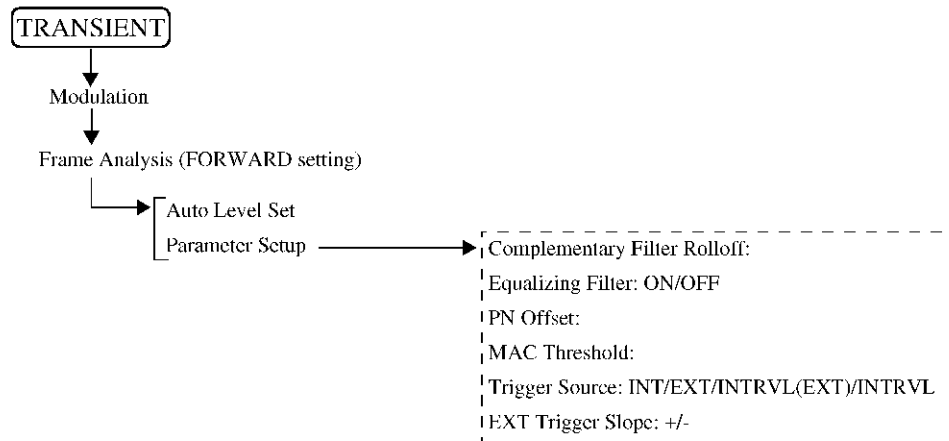 TRANSIENT
Modulation
Frame Analysis (FORWARD setting)
Auto Level Set
Parameter Setup
Complementary Filter Rolloff:
Equalizing Filter: ON/OFF
PN Offset:
MAC Threshold:
Trigger Source: INT/EXT/INTRVL(EXT)/INTRVL
EXT Trigger Slope: +/-